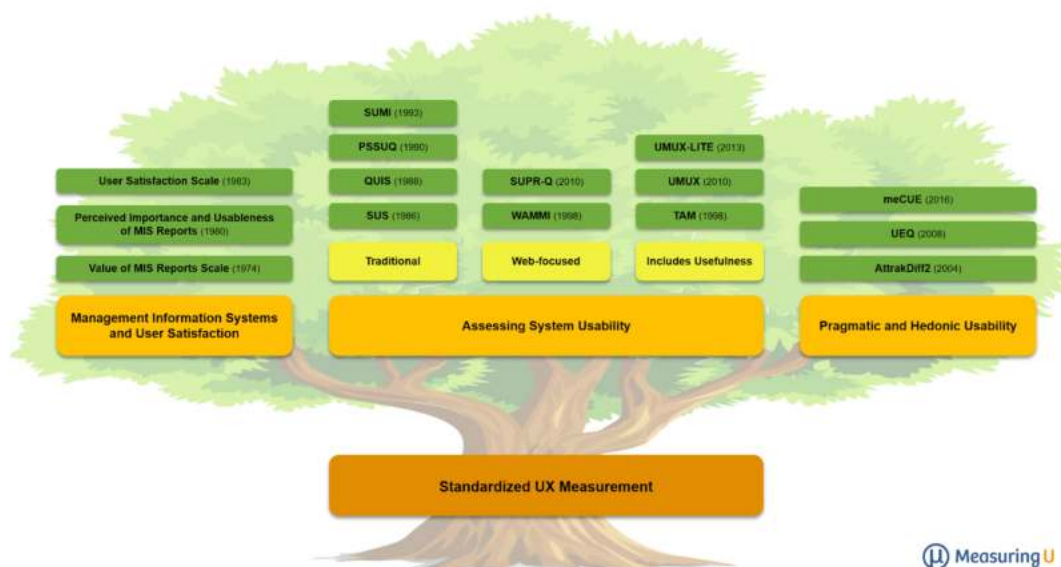 SUMI (1993)
PSSUQ (1990)
QUIS (1988)
SUS (1986)
Traditional
SUPR-Q (2010)
WAMMI (1998)
Web-focused
UMUX-LITE (2013)
UMUX (2010)
TAM (1998)
Includes Usefulness
User Satisfaction Scale (1983)
Perceived Importance and Usableness
of MIS Reports (1980)
Value of MIS Reports Scale (1974)
meCUE (2016)
UEQ (2008)
AttrakDiff2 (2004)
Management Information Systems
and User Satisfaction
Assessing System Usability
Pragmatic and Hedonic Usability
Standardized UX Measurement
μ MeasuringU